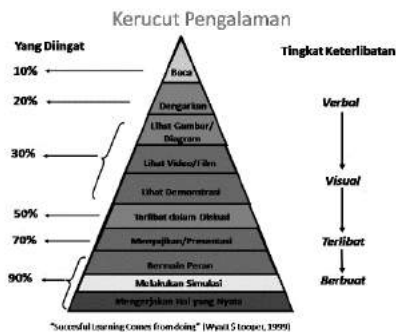 Kerucut Pengalaman
Yang Diingat
Tingkat Keterlibatan
10%
Baca
20%
Dengarkan
Verbal
Lihat Gambar/
Diagram
30%
Lihat Video/Film
Visual
Lihat Demonstrasi
50%
Terlibat dalam Diskusi
70%
Menyajikan/Presentasi
Terlibat
Bermain Peran
90%
Melakukan Simulasi
Berbuat
Mengerjakan Hal yang Nyata
"Succesful Learning Comes from doing" (Wyatt $ Looper, 1999)